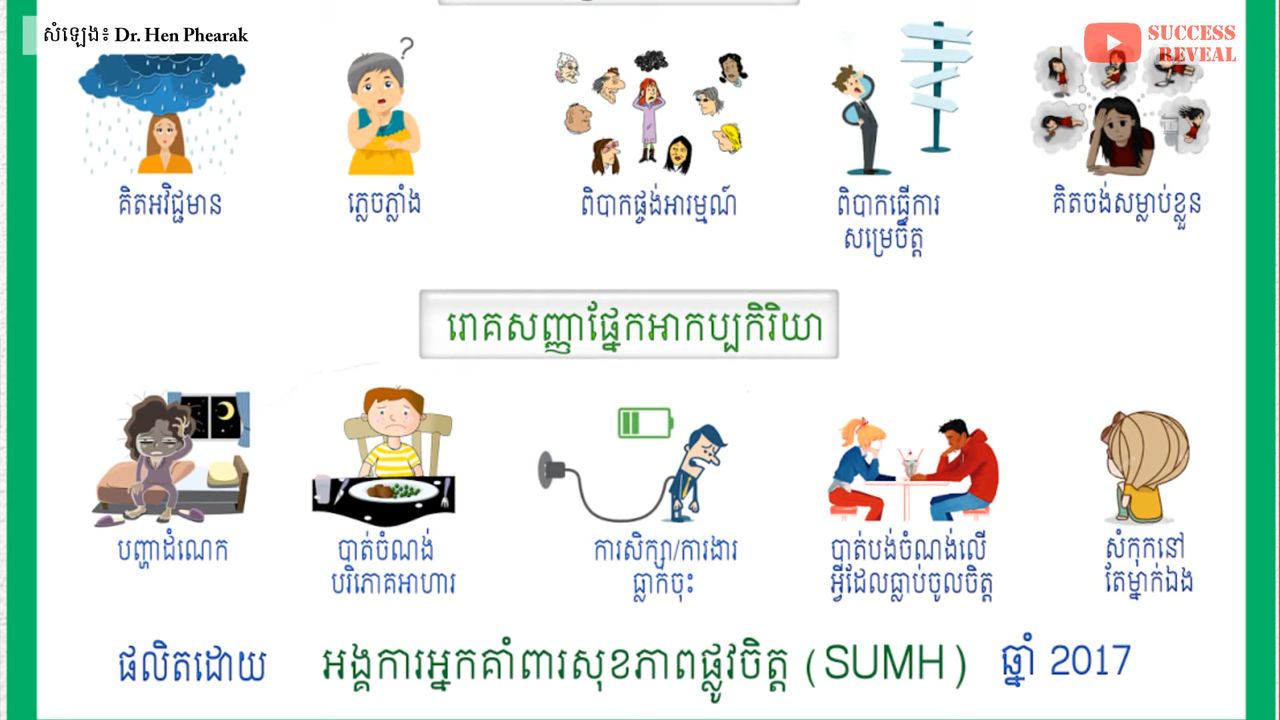 សំឡេង៖ Dr. Hen Phearak
SUCCESS
REVEAL
គិតអវិជ្ជមាន
ភ្លេចភ្លាំង
ពិបាកផ្ចង់អារម្មណ៍
ពិបាកធ្វើការ
សម្រេចចិត្ត
គិតចង់សម្លាប់ខ្លួន
រោគសញ្ញាផ្នែកអាកប្បកិរិយា
បញ្ហាដំណេក
បាត់ចំណង់
បរិភោគអាហារ
ការសិក្សា/ការងារ
ធ្លាក់ចុះ
បាត់បង់ចំណង់លើ
អ្វីដែលធ្លាប់ចូលចិត្ត
សំកុកនៅ
តែម្នាក់ឯង
ផលិតដោយ អង្គការអ្នកគាំពារសុខភាពផ្លូវចិត្ត (SUMH) ឆ្នាំ 2017